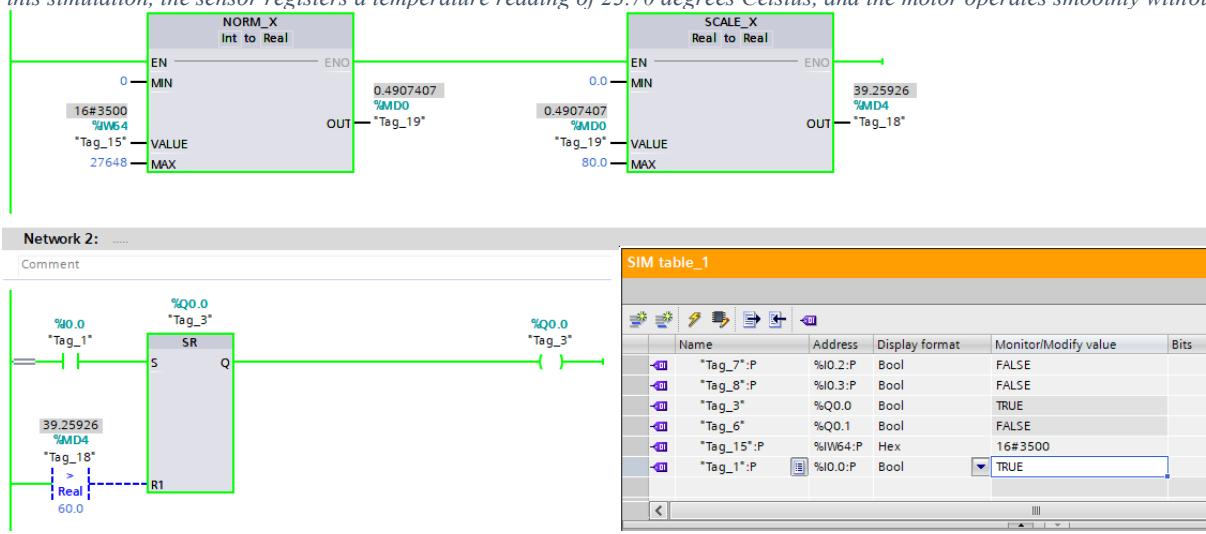 this simulation, the sensor registers a temperature reading of 25.70 degrees Celsius, and the motor operates smoothly withou
NORM_X
Int to Real
EN
ENO
0
MIN
16#3500
%IW64
"Tag_15"
VALUE
27648
MAX
OUT
0.4907407
%MD0
"Tag_19"
SCALE_X
Real to Real
EN
ENO
0.0
MIN
0.4907407
%MD0
"Tag_19"
VALUE
80.0
MAX
OUT
39.25926
%MD4
"Tag_18"
Network 2: .....
Comment
%I0.0
"Tag_1"
%Q0.0
"Tag_3"
SR
S
Q
%Q0.0
"Tag_3"
39.25926
%MD4
"Tag_18"
>
Real
60.0
R1
SIM table_1
Name Address Display format Monitor/Modify value Bits
"Tag_7":P %I0.2:P Bool FALSE
"Tag_8":P %I0.3:P Bool FALSE
"Tag_3" %Q0.0 Bool TRUE
"Tag_6" %Q0.1 Bool FALSE
"Tag_15":P %IW64:P Hex 16#3500
"Tag_1":P %I0.0:P Bool TRUE